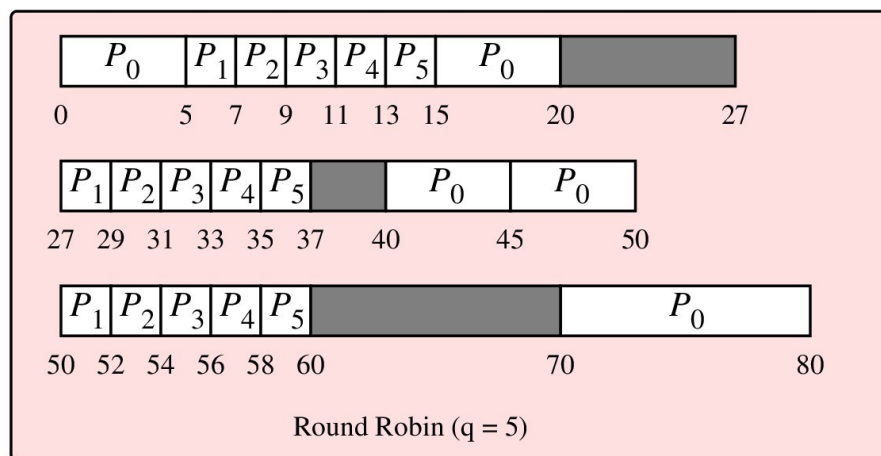 P0 P1 P2 P3 P4 P5 P0
0 5 7 9 11 13 15 20 27
P1 P2 P3 P4 P5 P0 P0
27 29 31 33 35 37 40 45 50
P1 P2 P3 P4 P5 P0
50 52 54 56 58 60 70 80
Round Robin (q = 5)